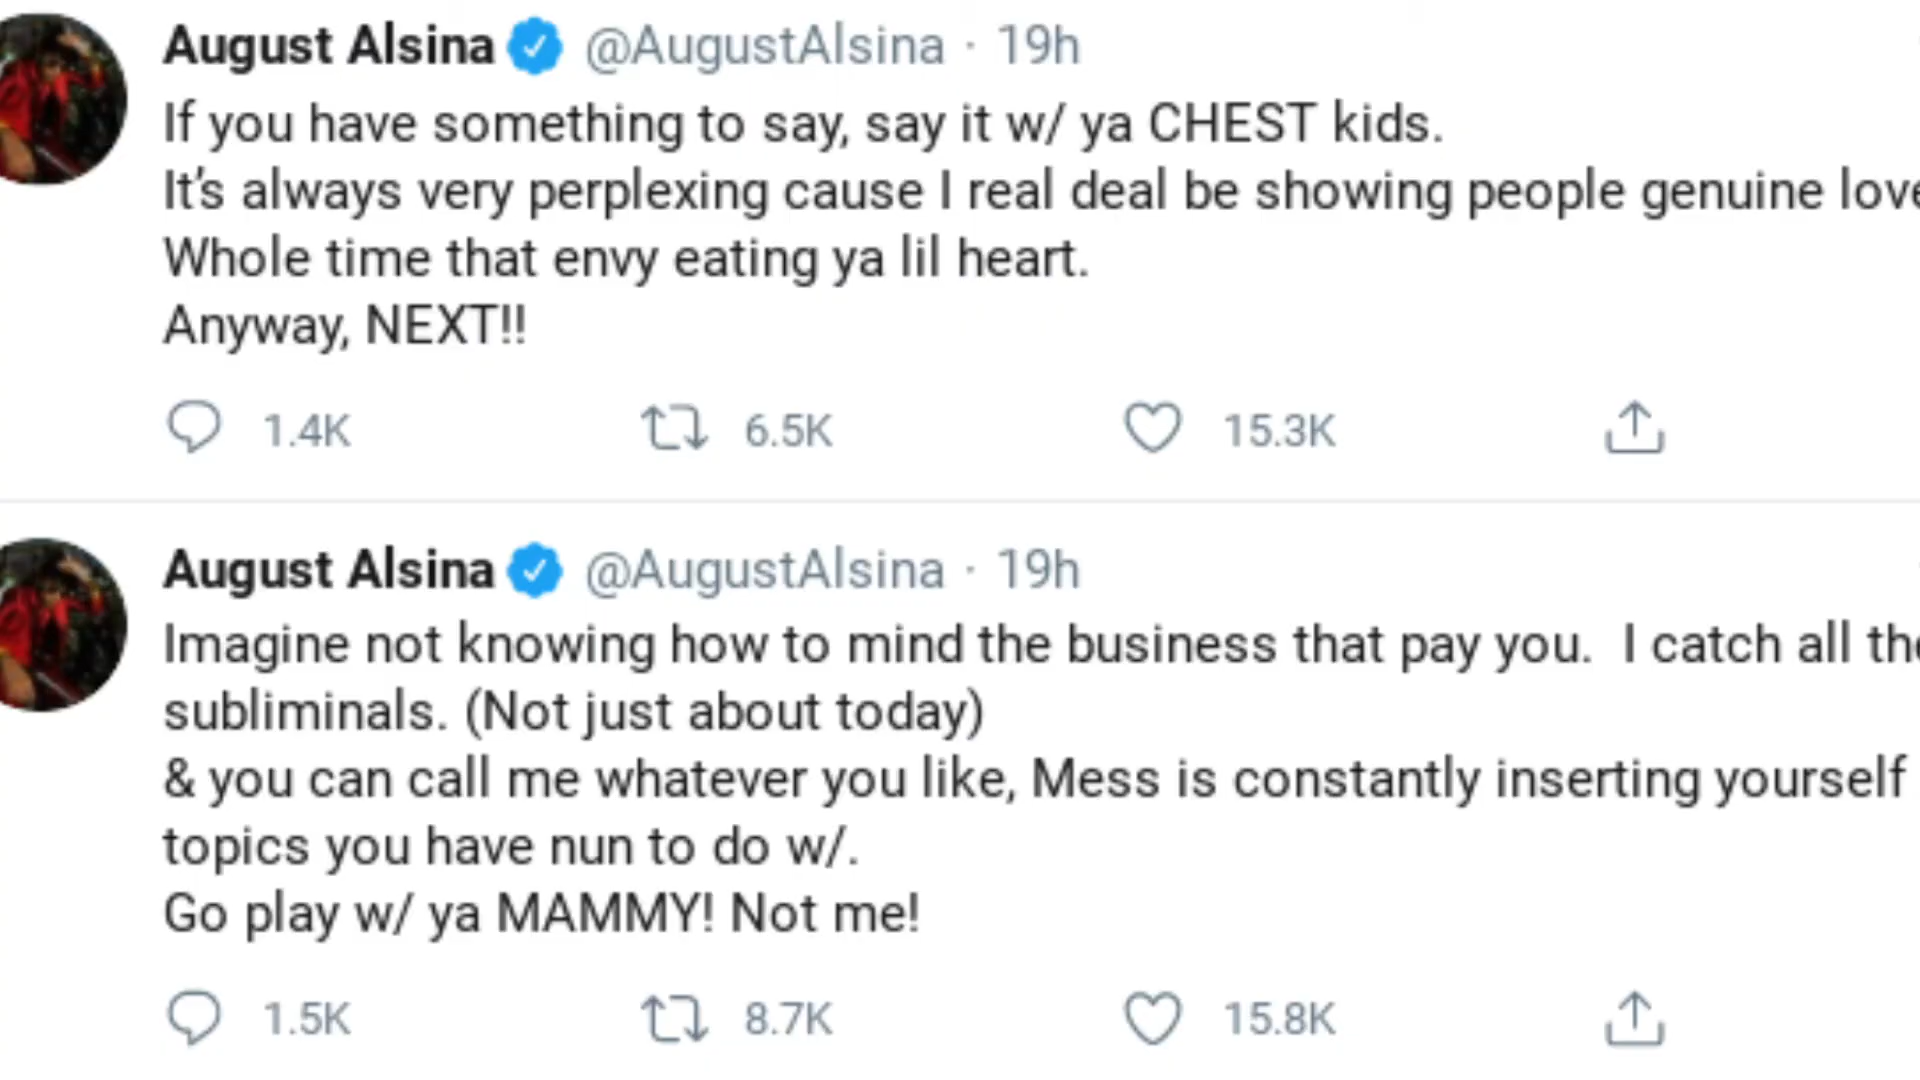 August Alsina @AugustAlsina · 19h
If you have something to say, say it w/ ya CHEST kids.
It's always very perplexing cause I real deal be showing people genuine love
Whole time that envy eating ya lil heart.
Anyway, NEXT!!
1.4K 6.5K 15.3K
August Alsina @AugustAlsina · 19h
Imagine not knowing how to mind the business that pay you.  I catch all the
subliminals. (Not just about today)
& you can call me whatever you like, Mess is constantly inserting yourself
topics you have nun to do w/.
Go play w/ ya MAMMY! Not me!
1.5K 8.7K 15.8K